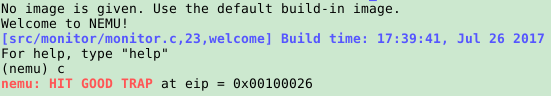 No image is given. Use the default build-in image.
Welcome to NEMU!
[src/monitor/monitor.c,23,welcome] Build time: 17:39:41, Jul 26 2017
For help, type "help"
(nemu) c
nemu: HIT GOOD TRAP at eip = 0x00100026